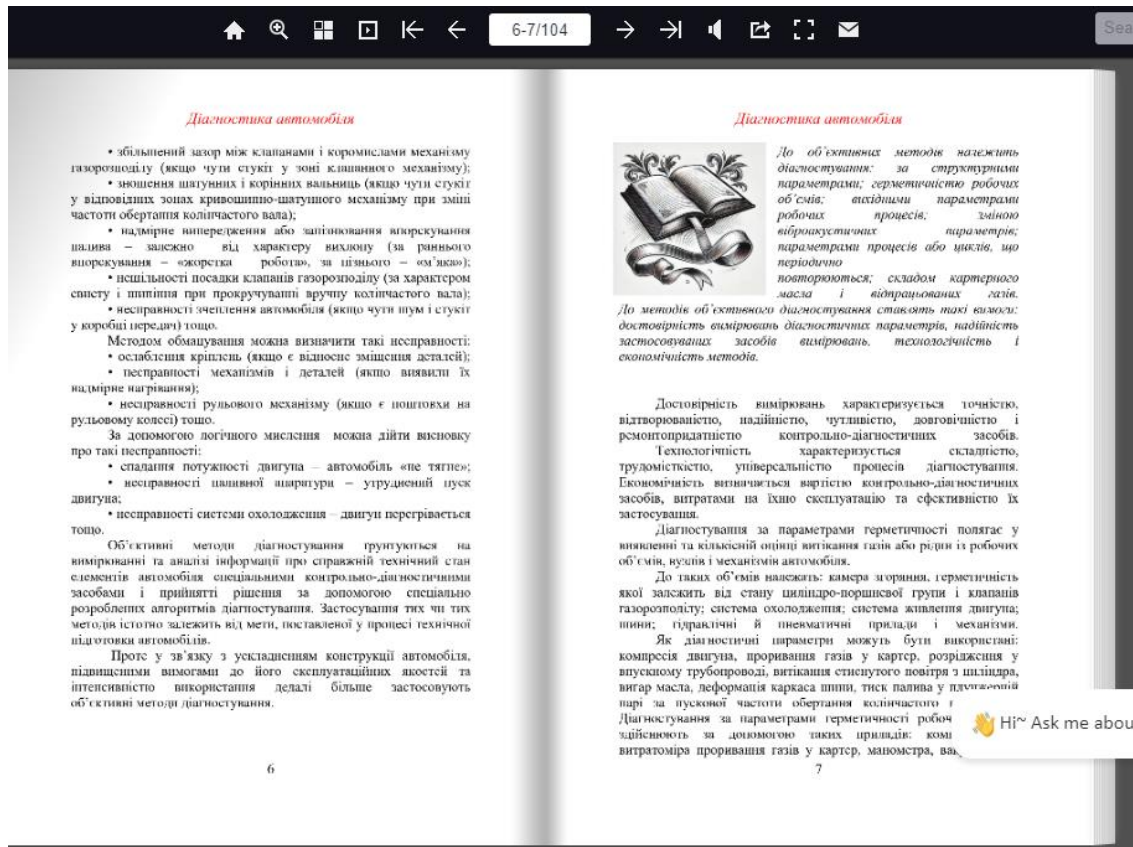 6-7/104
Sea
Діагностика автомобіля
• збільшений зазор між клапанами і коромислами механізму
газорозподілу (якщо чути стукіт у зоні клапанного механізму);
• зношення шатунних і корінних вальниць (якщо чути стукіт
у відповідних зонах кривошипно-шатунного механізму при зміні
частоти обертання колінчастого вала);
• надмірне випередження або запізнювання впорскування
палива – залежно від характеру вихлопу (за раннього
впорскування – «жорстка робота», за пізнього – «м'яка»);
• нещільності посадки клапанів газорозподілу (за характером
свисту і шипіння при прокручуванні вручну колінчастого вала);
• несправності зчеплення автомобіля (якщо чути шум і стукіт
у коробці передач) тощо.
Методом обмацування можна визначити такі несправності:
• ослаблення кріплень (якщо є відносне зміщення деталей);
• несправності механізмів і деталей (якщо виявили їх
надмірне нагрівання);
• несправності рульового механізму (якщо є поштовхи на
рульовому колесі) тощо.
За допомогою логічного мислення можна дійти висновку
про такі несправності:
• спадання потужності двигуна – автомобіль «не тягне»;
• несправності паливної апаратури – утруднений пуск
двигуна;
• несправності системи охолодження – двигун перегрівається
тощо.
Об'єктивні методи діагностування ґрунтуються на
вимірюванні та аналізі інформації про справжній технічний стан
елементів автомобіля спеціальними контрольно-діагностичними
засобами і прийнятті рішення за допомогою спеціально
розроблених алгоритмів діагностування. Застосування тих чи тих
методів істотно залежить від мети, поставленої у процесі технічної
підготовки автомобілів.
Проте у зв'язку з ускладненням конструкції автомобіля,
підвищеними вимогами до його експлуатаційних якостей та
інтенсивністю використання дедалі більше застосовують
об'єктивні методи діагностування.
6
Діагностика автомобіля
До об'єктивних методів належить
діагностування: за структурними
параметрами; герметичністю робочих
об'ємів; вихідними параметрами
робочих процесів; зміною
віброакустичних параметрів;
параметрами процесів або циклів, що
періодично
повторюються; складом картерного
масла і відпрацьованих газів.
До методів об'єктивного діагностування ставлять такі вимоги:
достовірність вимірювань діагностичних параметрів, надійність
застосовуваних засобів вимірювань, технологічність і
економічність методів.
Достовірність вимірювань характеризується точністю,
відтворюваністю, надійністю, чутливістю, довговічністю і
ремонтопридатністю контрольно-діагностичних засобів.
Технологічність характеризується складністю,
трудомісткістю, універсальністю процесів діагностування.
Економічність визначається вартістю контрольно-діагностичних
засобів, витратами на їхню експлуатацію та ефективністю їх
застосування.
Діагностування за параметрами герметичності полягає у
виявленні та кількісній оцінці витікання газів або рідин із робочих
об'ємів, вузлів і механізмів автомобіля.
До таких об'ємів належать: камера згоряння, герметичність
якої залежить від стану циліндро-поршневої групи і клапанів
газорозподілу; система охолодження; система живлення двигуна;
шини; гідравлічні й пневматичні прилади і механізми.
Як діагностичні параметри можуть бути використані:
компресія двигуна, проривання газів у картер, розрідження у
впускному трубопроводі, витікання стиснутого повітря з циліндра,
вигар масла, деформація каркаса шини, тиск палива у плунжерній
парі за пускової частоти обертання колінчастого
Діагностування за параметрами герметичності робоч
здійснюють за допомогою таких приладів: ком
витратоміра проривання газів у картер, манометра, ва
7
👋 Hi~ Ask me abou